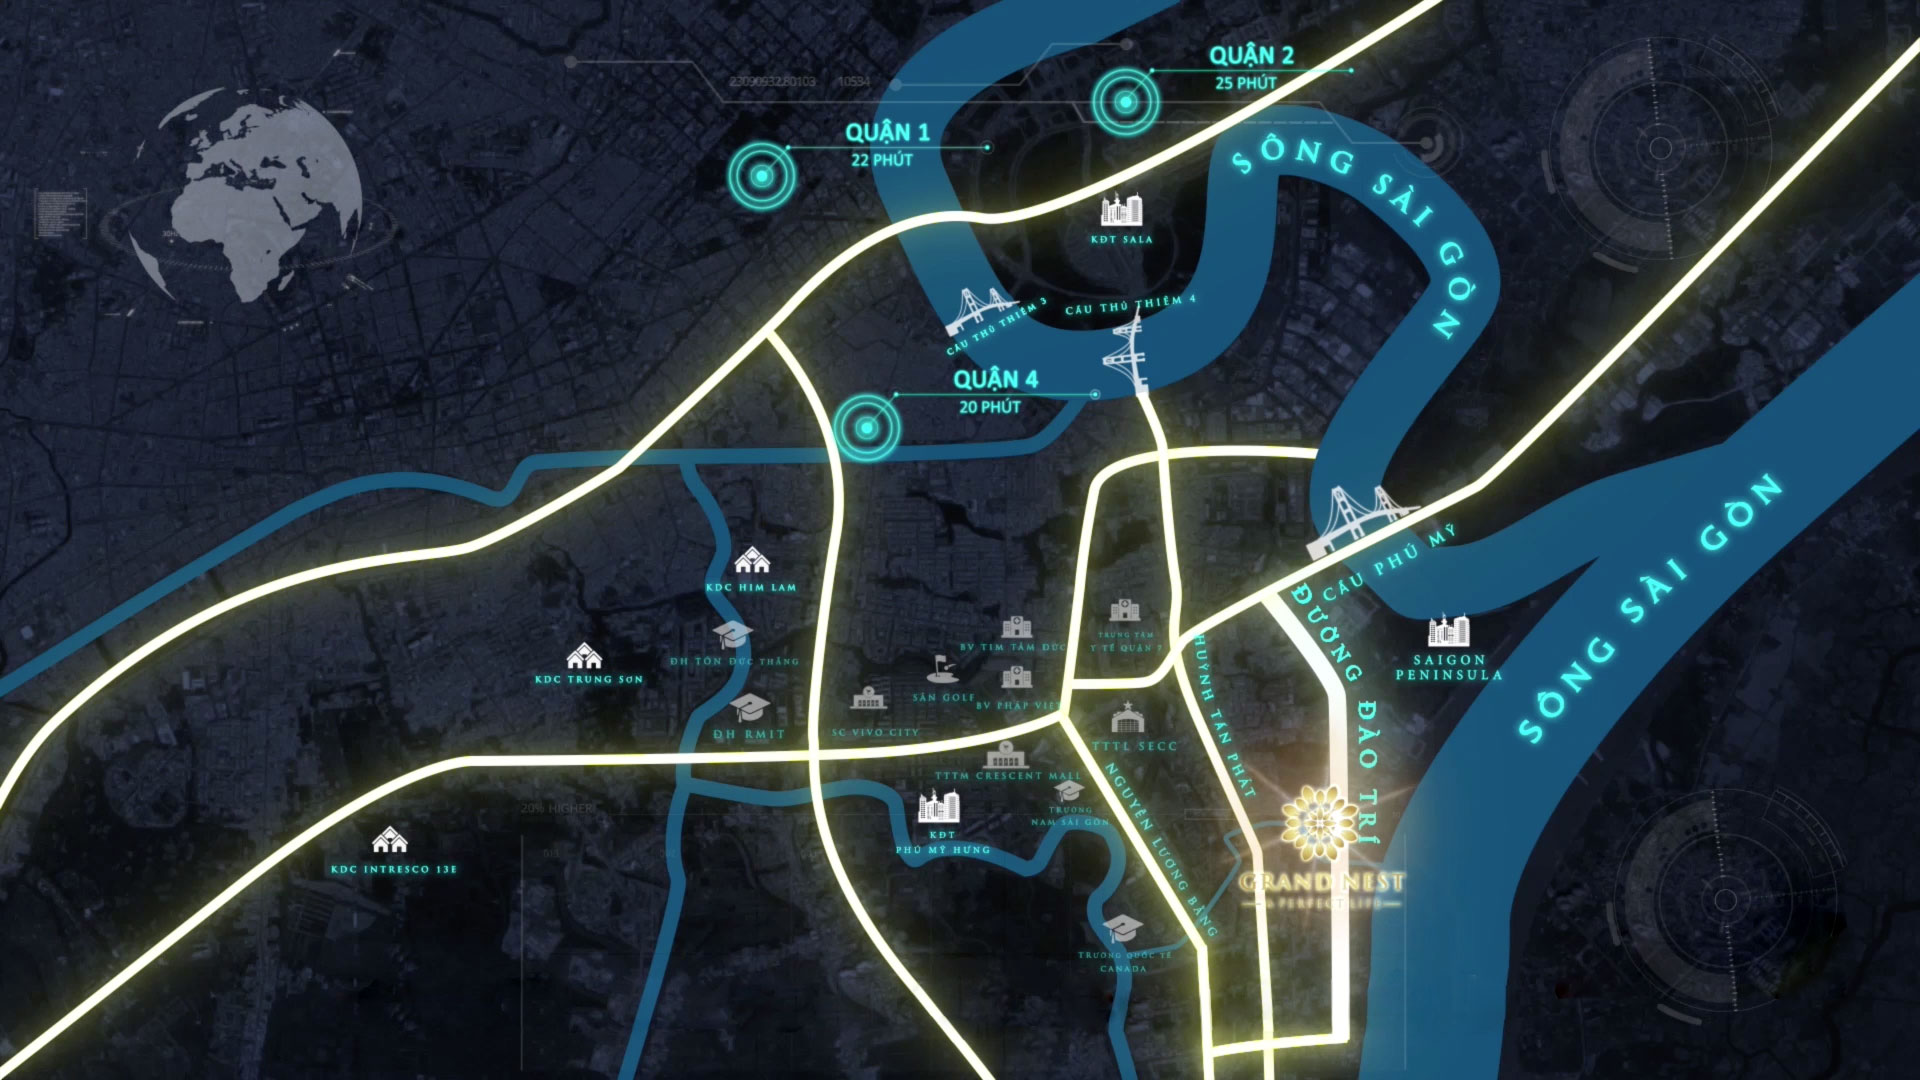 QUẬN 2
25 PHÚT
23090932.80103
10534
QUẬN 1
22 PHÚT
SÔNG SÀI GÒN
KĐT SALA
CẦU THỦ THIÊM 3
CẦU THỦ THIÊM 4
QUẬN 4
20 PHÚT
CẦU PHÚ MỸ
SÔNG SÀI GÒN
KDC HIM LAM
ĐH TÔN ĐỨC THẮNG
KDC TRUNG SƠN
BV TIM TÂM ĐỨC
TRUNG TÂM
Y TẾ QUẬN 7
HUỲNH TẤN PHÁT
ĐƯỜNG ĐÀO TRÍ
SAIGON
PENINSULA
SÂN GOLF
BV PHÁP VIỆT
ĐH RMIT
SC VIVO CITY
TTTL SECC
TTTM CRESCENT MALL
NGUYỄN LƯƠNG BẰNG
TRƯỜNG
NAM SÀI GÒN
20% HIGHER
KĐT
PHÚ MỸ HƯNG
KDC INTRESCO 13E
GRAND NEST
A PERFECT LIFE
TRƯỜNG QUỐC TẾ
CANADA